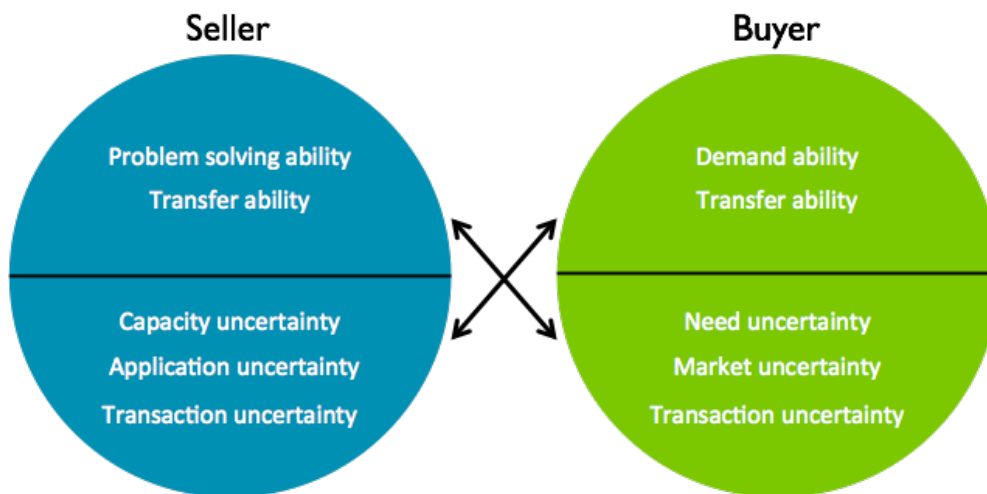 Seller
Problem solving ability
Transfer ability
Capacity uncertainty
Application uncertainty
Transaction uncertainty
Buyer
Demand ability
Transfer ability
Need uncertainty
Market uncertainty
Transaction uncertainty